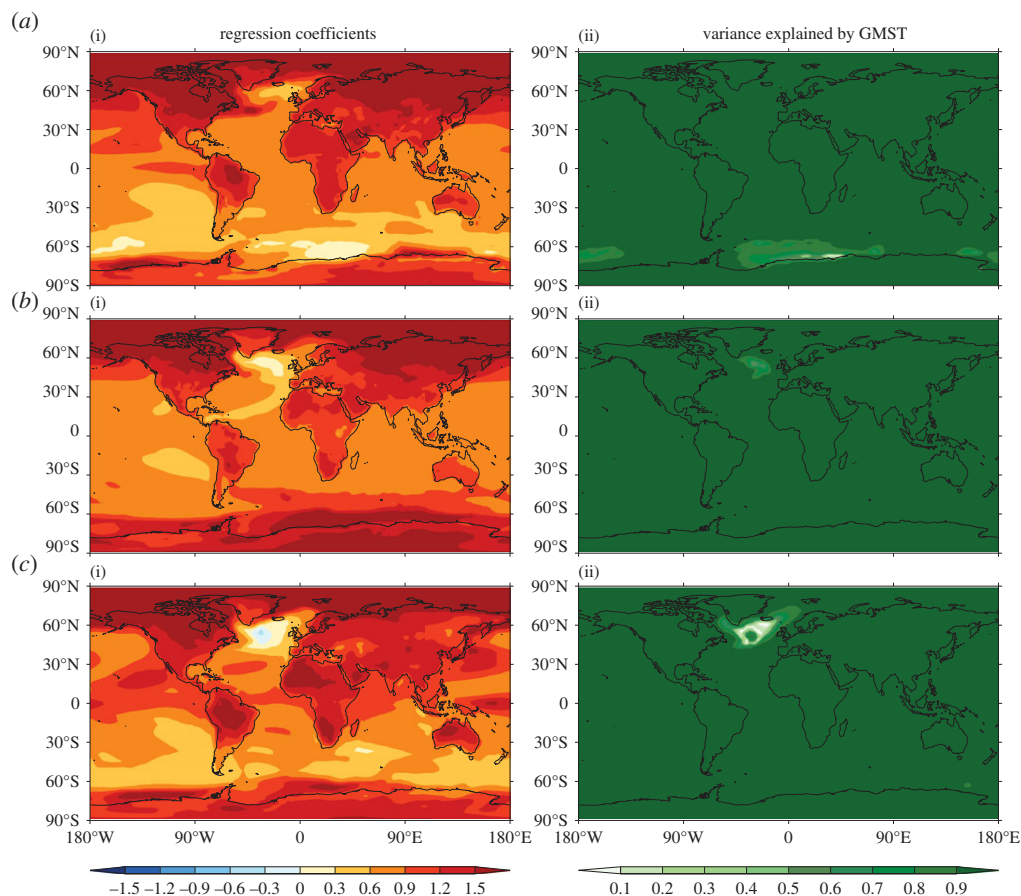 (a)
(i) regression coefficients (ii) variance explained by GMST
90°N 90°N
60°N 60°N
30°N 30°N
0 0
30°S 30°S
60°S 60°S
90°S 90°S
(b)
(i) (ii)
90°N 90°N
60°N 60°N
30°N 30°N
0 0
30°S 30°S
60°S 60°S
90°S 90°S
(c)
(i) (ii)
90°N 90°N
60°N 60°N
30°N 30°N
0 0
30°S 30°S
60°S 60°S
90°S 90°S
180°W 90°W 0 90°E 180°E 180°W 90°W 0 90°E 180°E
−1.5 −1.2 −0.9 −0.6 −0.3 0 0.3 0.6 0.9 1.2 1.5 0.1 0.2 0.3 0.4 0.5 0.6 0.7 0.8 0.9